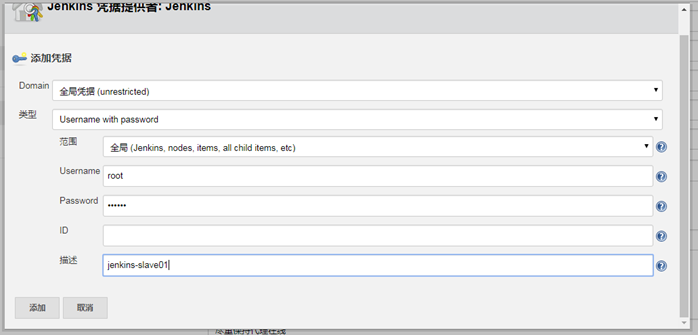 Jenkins 凭据提供者: Jenkins
添加凭据
Domain 全局凭据 (unrestricted)
类型 Username with password
范围 全局 (Jenkins, nodes, items, all child items, etc)
Username root
Password ••••••
ID
描述 jenkins-slave01
添加 取消